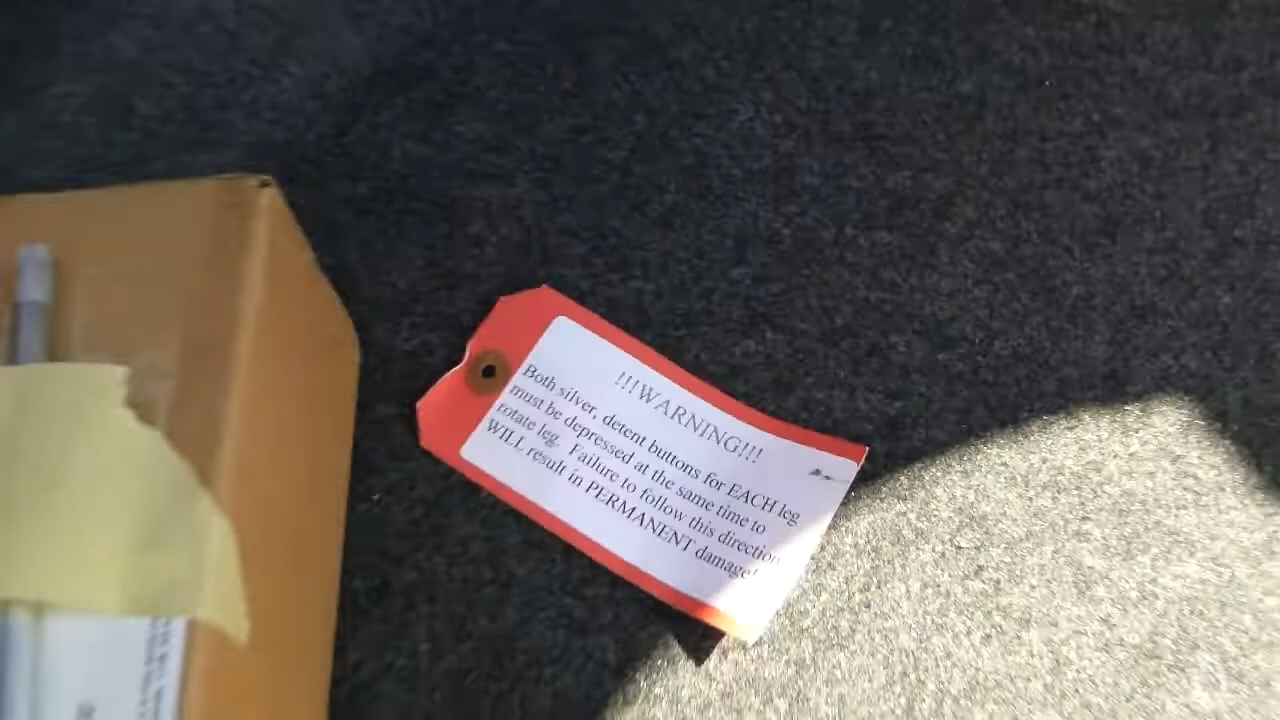 !!!WARNING!!!
Both silver, detent buttons for EACH leg
must be depressed at the same time to
rotate leg. Failure to follow this direction
WILL result in PERMANENT damage!